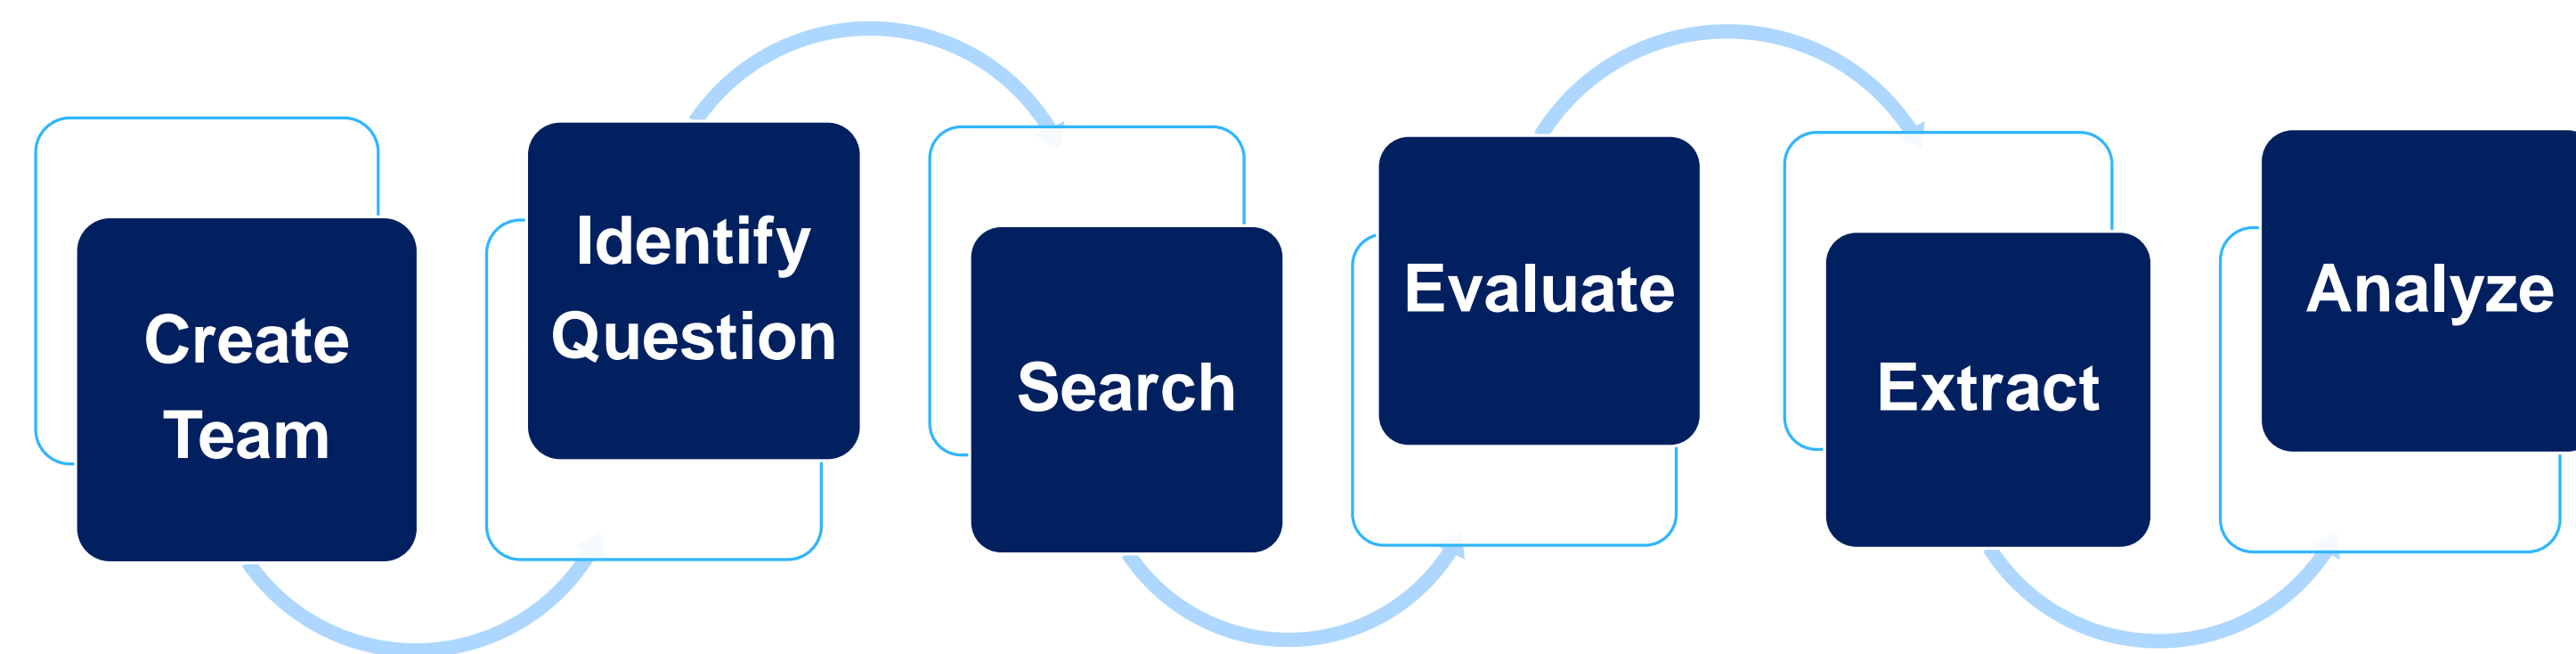 Create
Team
Identify
Question
Search
Evaluate
Extract
Analyze